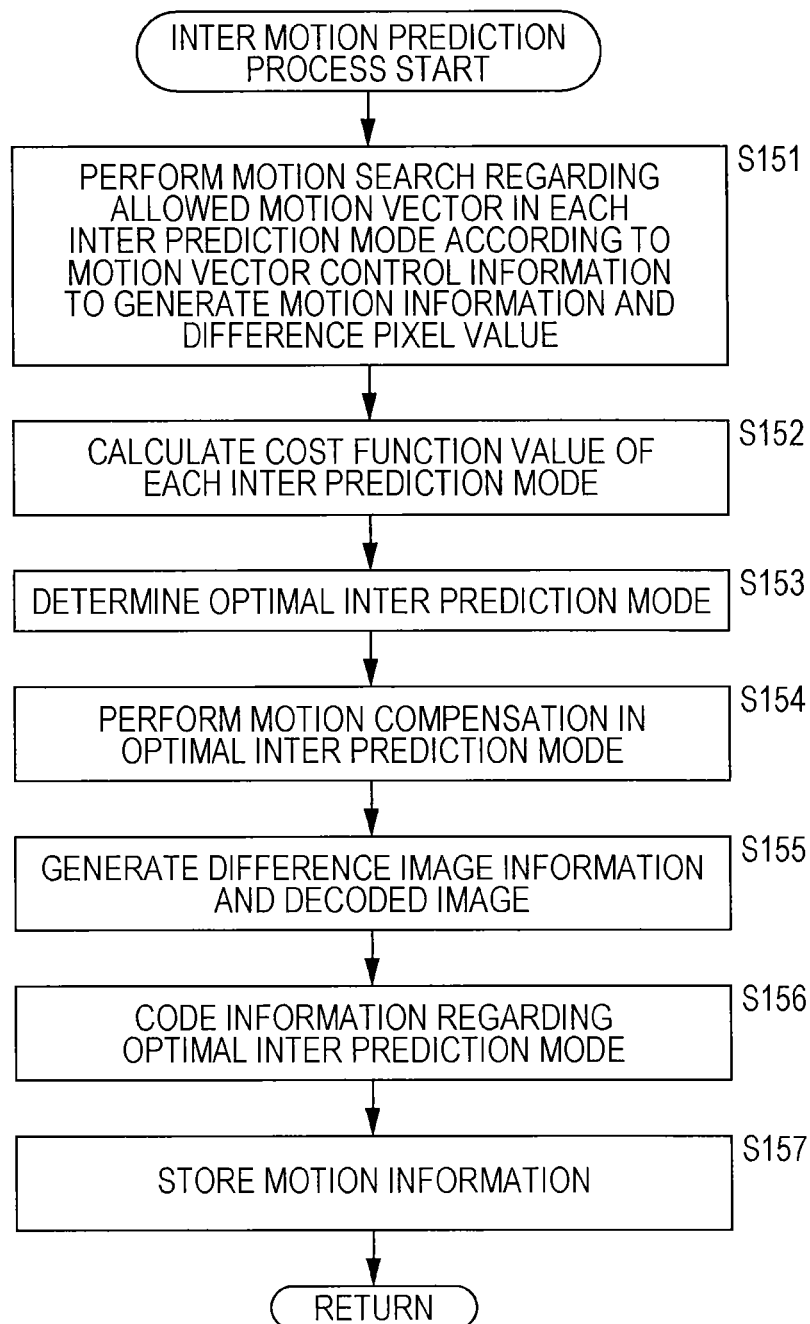 INTER MOTION PREDICTION
PROCESS START
S151
PERFORM MOTION SEARCH REGARDING
ALLOWED MOTION VECTOR IN EACH
INTER PREDICTION MODE ACCORDING TO
MOTION VECTOR CONTROL INFORMATION
TO GENERATE MOTION INFORMATION AND
DIFFERENCE PIXEL VALUE
S152
CALCULATE COST FUNCTION VALUE OF
EACH INTER PREDICTION MODE
S153
DETERMINE OPTIMAL INTER PREDICTION MODE
S154
PERFORM MOTION COMPENSATION IN
OPTIMAL INTER PREDICTION MODE
S155
GENERATE DIFFERENCE IMAGE INFORMATION
AND DECODED IMAGE
S156
CODE INFORMATION REGARDING
OPTIMAL INTER PREDICTION MODE
S157
STORE MOTION INFORMATION
RETURN